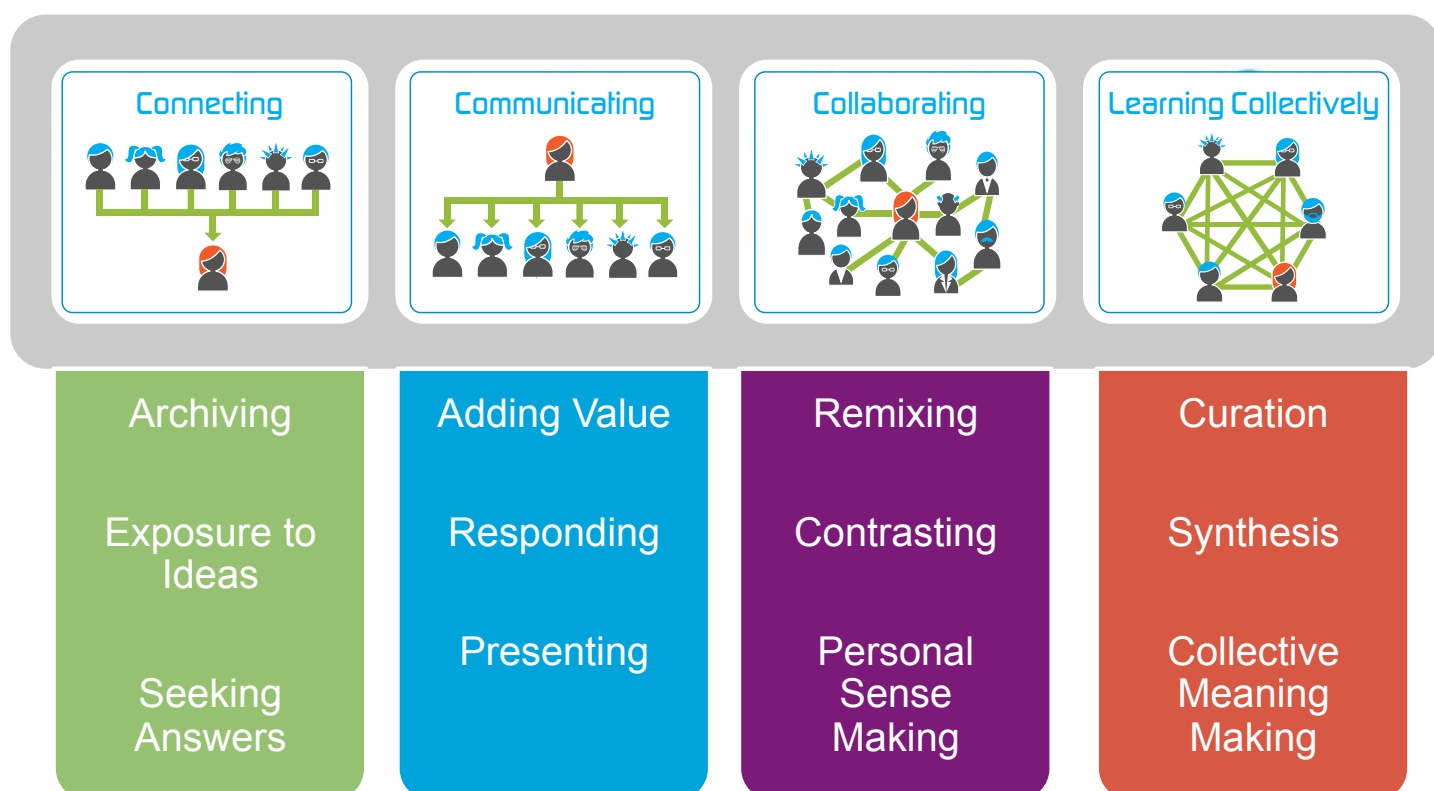 Connecting
Communicating
Collaborating
Learning Collectively
Archiving
Exposure to
Ideas
Seeking
Answers
Adding Value
Responding
Presenting
Remixing
Contrasting
Personal
Sense
Making
Curation
Synthesis
Collective
Meaning
Making